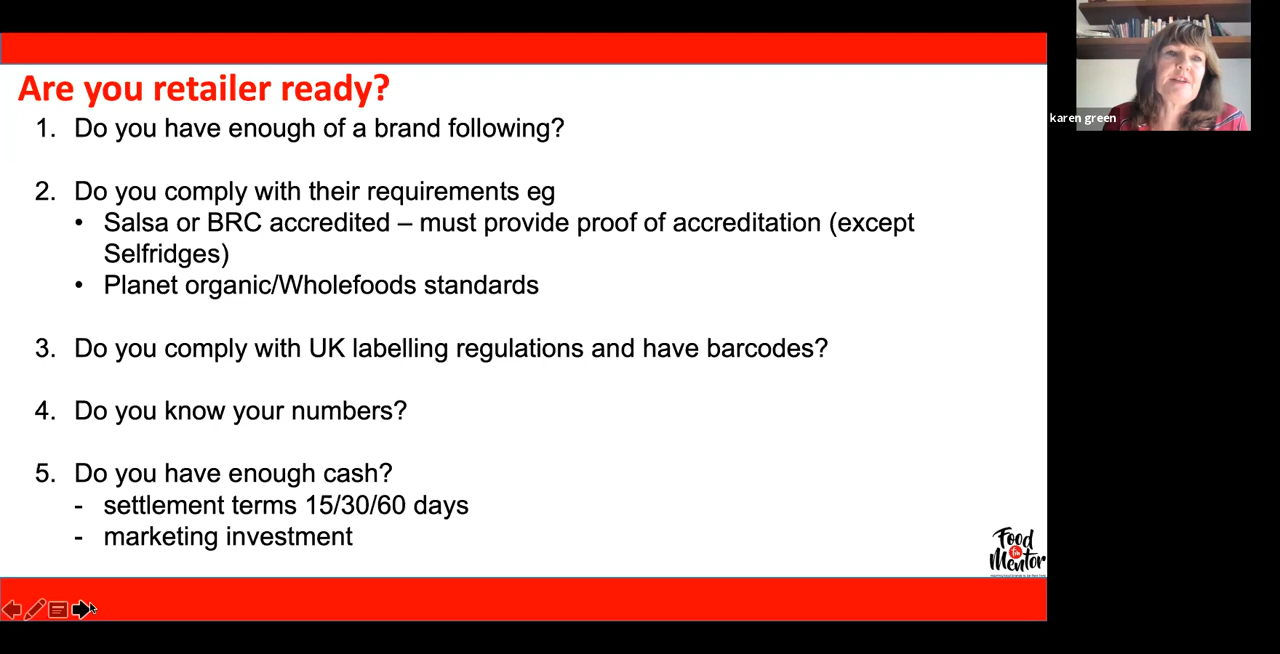 Are you retailer ready?
1. Do you have enough of a brand following?
2. Do you comply with their requirements eg
• Salsa or BRC accredited – must provide proof of accreditation (except
Selfridges)
• Planet organic/Wholefoods standards
3. Do you comply with UK labelling regulations and have barcodes?
4. Do you know your numbers?
5. Do you have enough cash?
- settlement terms 15/30/60 days
- marketing investment
Food
Mentor
karen green